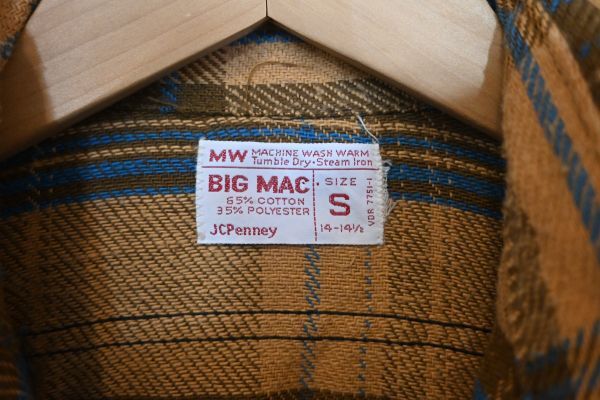 MW MACHINE WASH WARM
Tumble Dry·Steam Iron
BIG MAC
65% COTTON
35% POLYESTER
JCPenney
SIZE
S
14-14½
VDR 7751-1